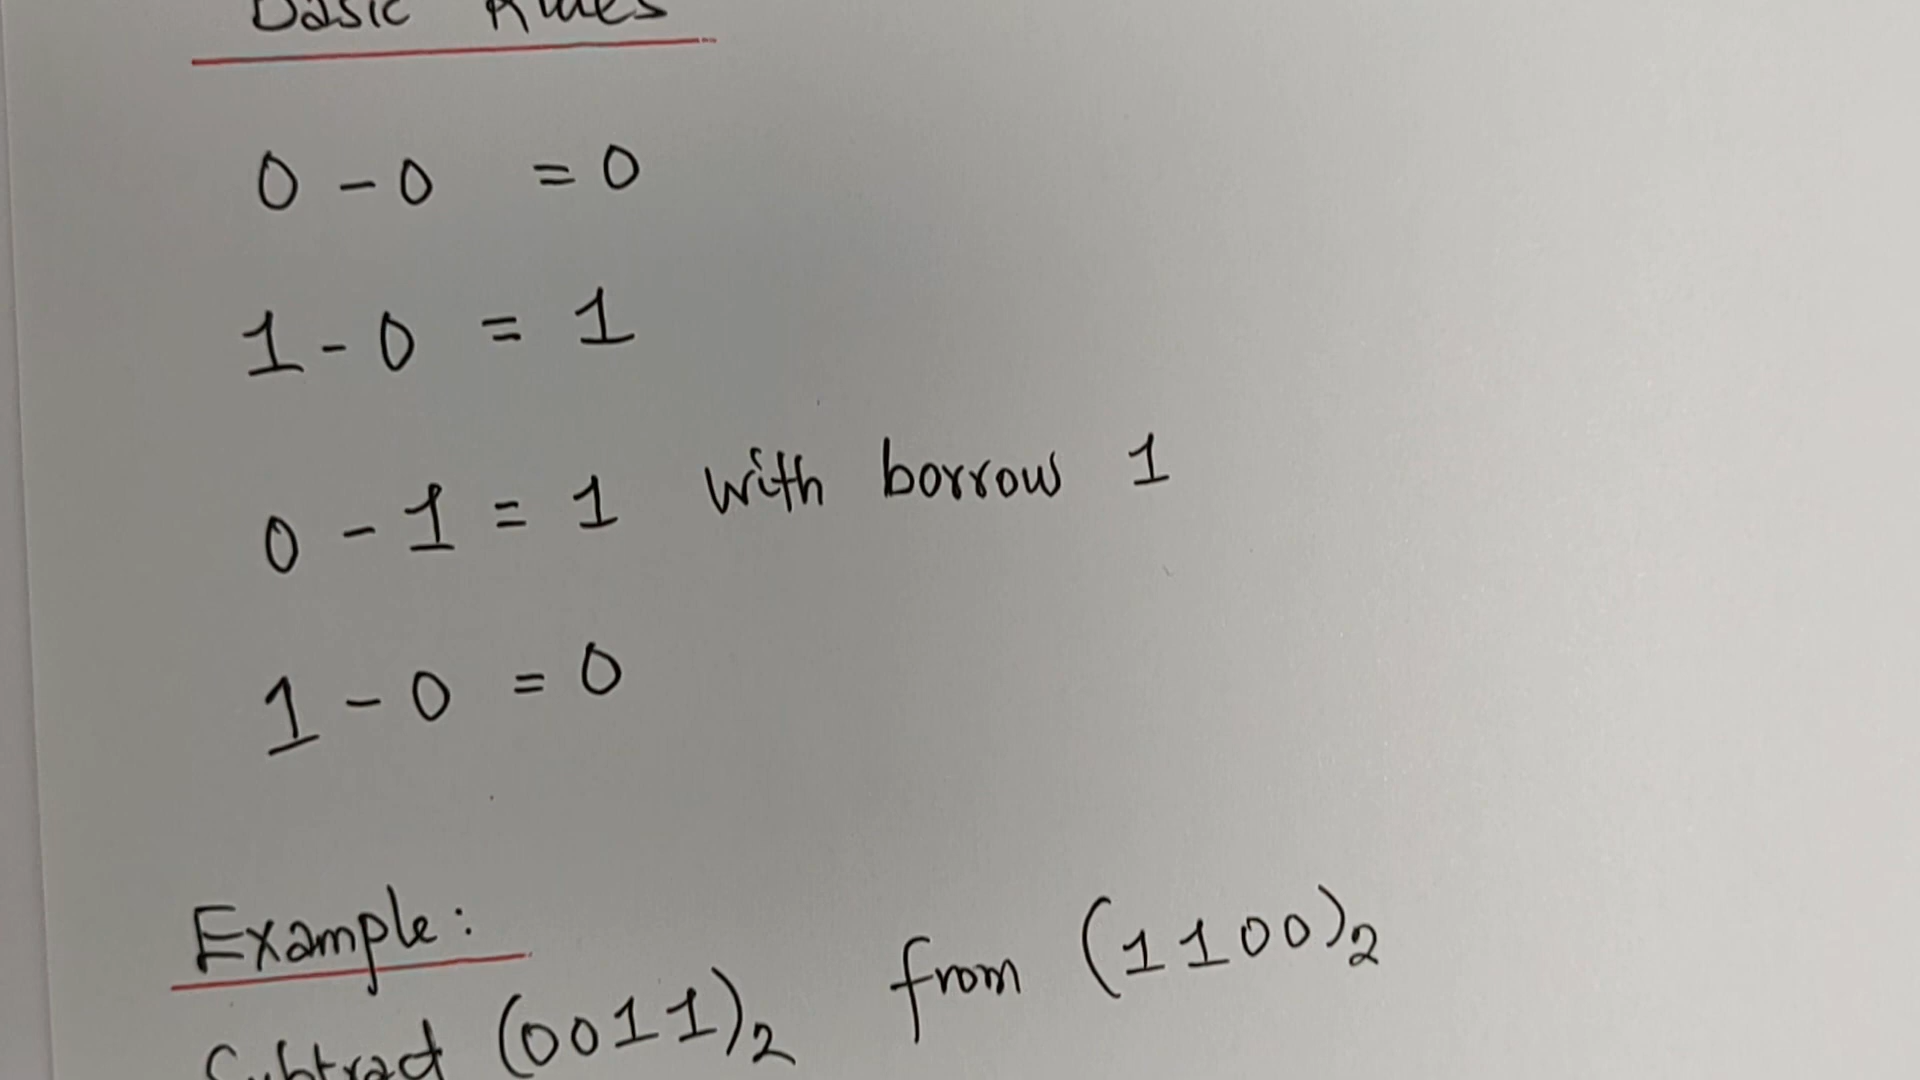 Basic Rules
0 - 0 = 0
1 - 0 = 1
0 - 1 = 1 with borrow 1
1 - 0 = 0
Example:
Subtract (0011)₂ from (1100)₂